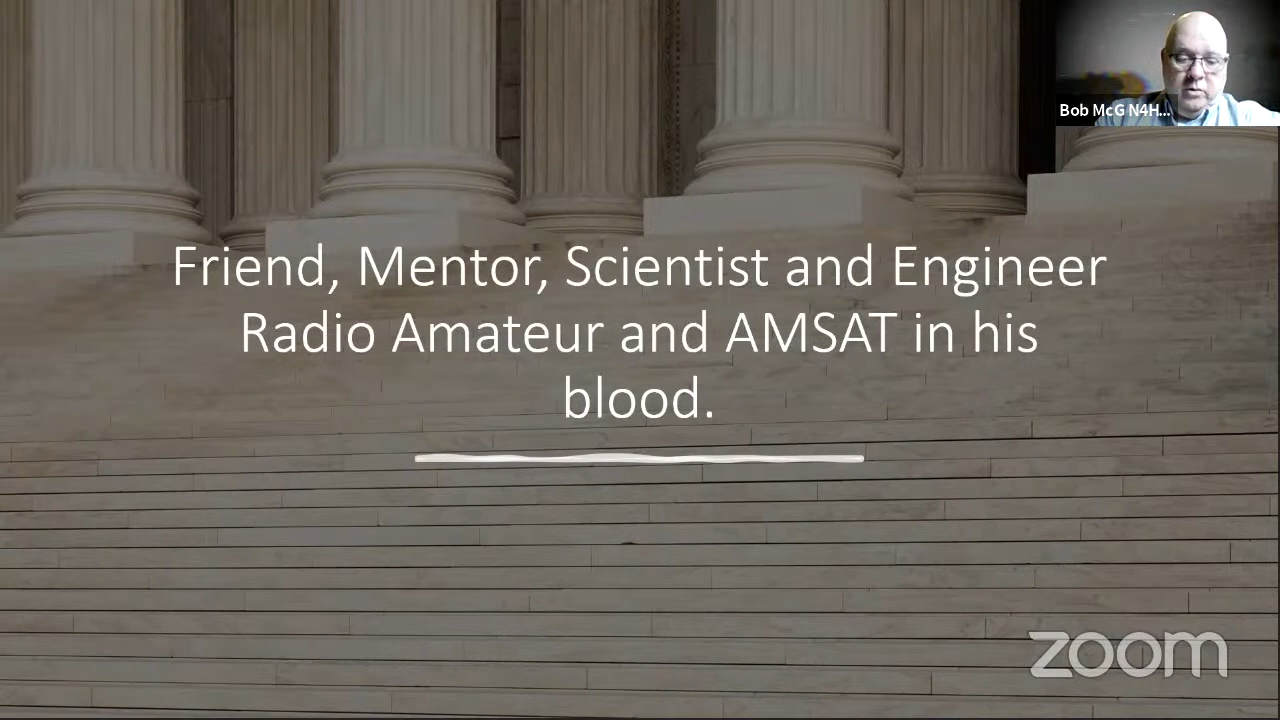 Bob McG N4H...
Friend, Mentor, Scientist and Engineer
Radio Amateur and AMSAT in his
blood.
zoom